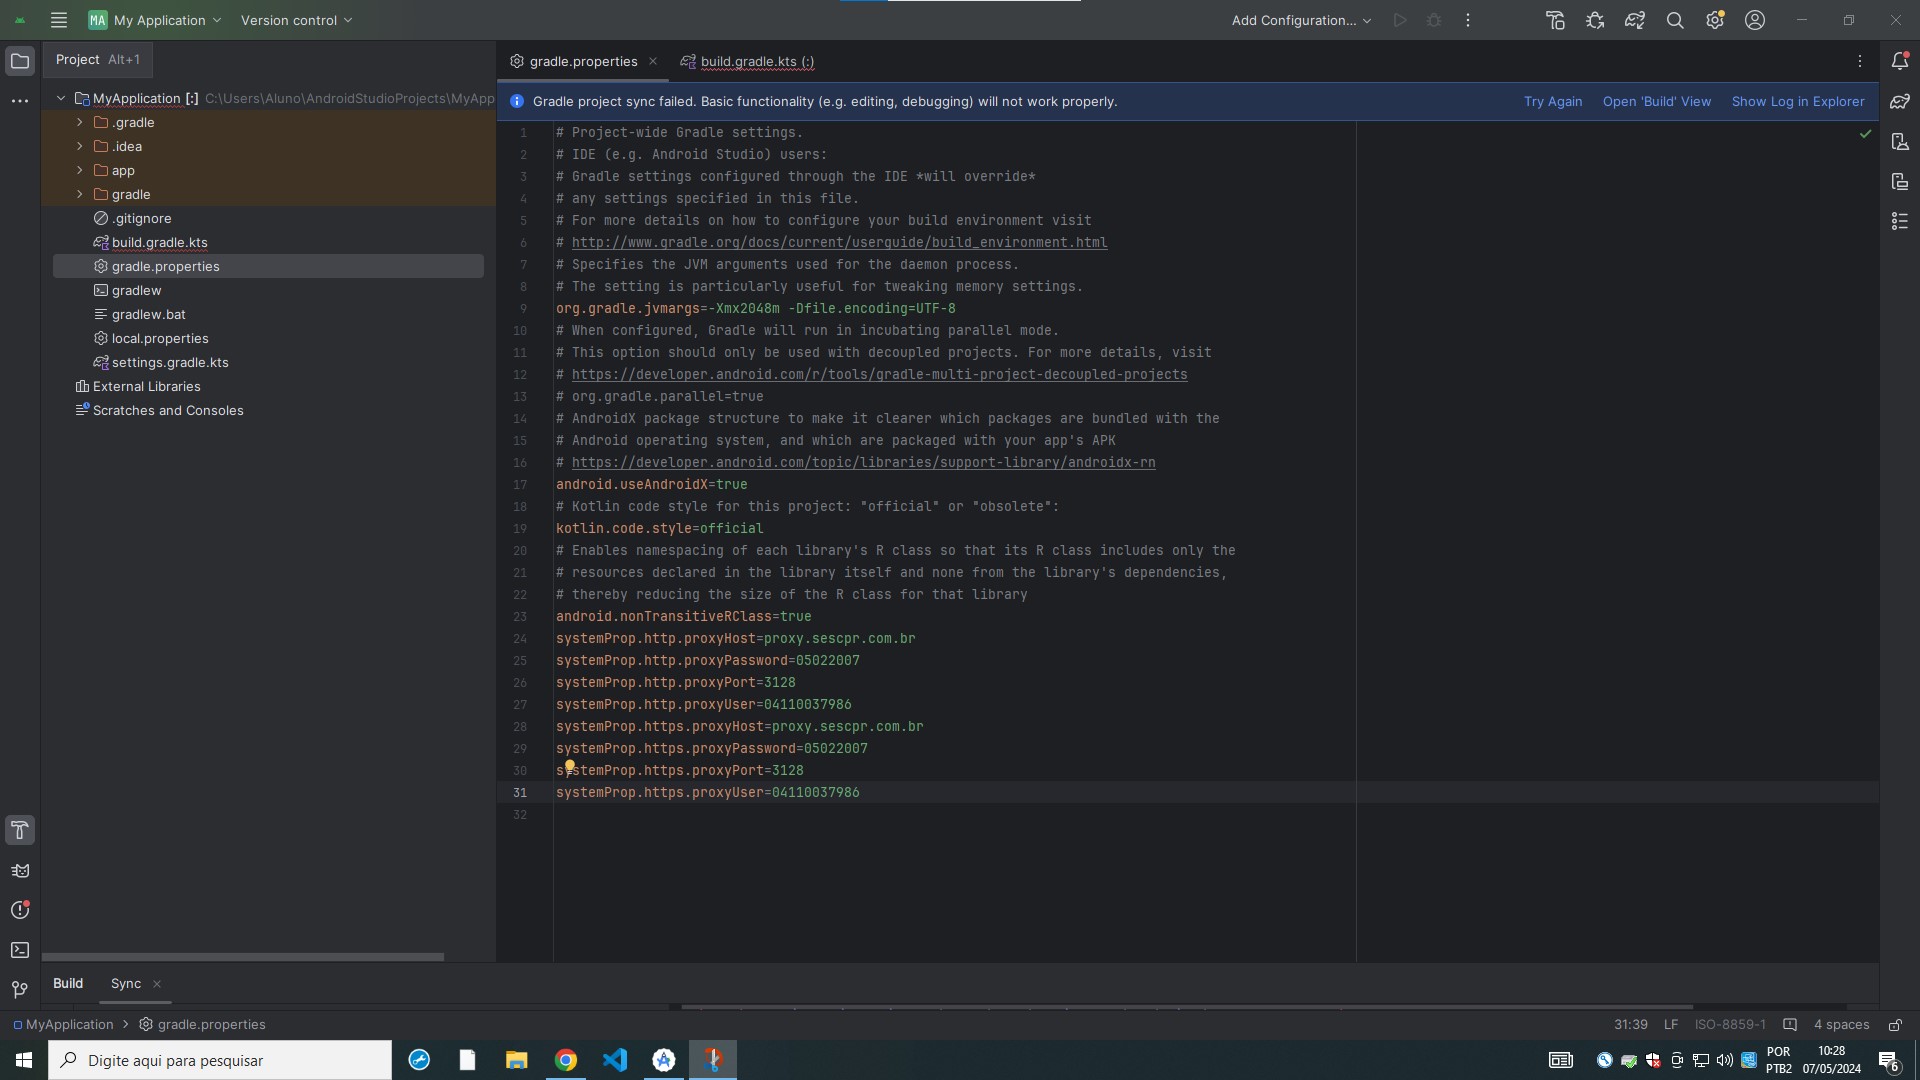 MA My Application
Version control
Add Configuration...
Project Alt+1
gradle.properties
build.gradle.kts (:)
MyApplication [:] C:\Users\Aluno\AndroidStudioProjects\MyApp
.gradle
.idea
app
gradle
.gitignore
build.gradle.kts
gradle.properties
gradlew
gradlew.bat
local.properties
settings.gradle.kts
External Libraries
Scratches and Consoles
Gradle project sync failed. Basic functionality (e.g. editing, debugging) will not work properly.
Try Again Open 'Build' View Show Log in Explorer
1 # Project-wide Gradle settings.
2 # IDE (e.g. Android Studio) users:
3 # Gradle settings configured through the IDE *will override*
4 # any settings specified in this file.
5 # For more details on how to configure your build environment visit
6 # http://www.gradle.org/docs/current/userguide/build_environment.html
7 # Specifies the JVM arguments used for the daemon process.
8 # The setting is particularly useful for tweaking memory settings.
9 org.gradle.jvmargs=-Xmx2048m -Dfile.encoding=UTF-8
10 # When configured, Gradle will run in incubating parallel mode.
11 # This option should only be used with decoupled projects. For more details, visit
12 # https://developer.android.com/r/tools/gradle-multi-project-decoupled-projects
13 # org.gradle.parallel=true
14 # AndroidX package structure to make it clearer which packages are bundled with the
15 # Android operating system, and which are packaged with your app's APK
16 # https://developer.android.com/topic/libraries/support-library/androidx-rn
17 android.useAndroidX=true
18 # Kotlin code style for this project: "official" or "obsolete":
19 kotlin.code.style=official
20 # Enables namespacing of each library's R class so that its R class includes only the
21 # resources declared in the library itself and none from the library's dependencies,
22 # thereby reducing the size of the R class for that library
23 android.nonTransitiveRClass=true
24 systemProp.http.proxyHost=proxy.sescpr.com.br
25 systemProp.http.proxyPassword=05022007
26 systemProp.http.proxyPort=3128
27 systemProp.http.proxyUser=04110037986
28 systemProp.https.proxyHost=proxy.sescpr.com.br
29 systemProp.https.proxyPassword=05022007
30 systemProp.https.proxyPort=3128
31 systemProp.https.proxyUser=04110037986
32
Build Sync
MyApplication > gradle.properties
31:39 LF ISO-8859-1 4 spaces
Digite aqui para pesquisar
POR
PTB2
10:28
07/05/2024
6